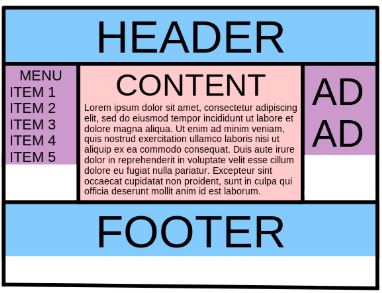 HEADER
MENU
ITEM 1
ITEM 2
ITEM 3
ITEM 4
ITEM 5
CONTENT
Lorem ipsum dolor sit amet, consectetur adipiscing
elit, sed do eiusmod tempor incididunt ut labore et
dolore magna aliqua. Ut enim ad minim veniam,
quis nostrud exercitation ullamco laboris nisi ut
aliquip ex ea commodo consequat. Duis aute irure
dolor in reprehenderit in voluptate velit esse cillum
dolore eu fugiat nulla pariatur. Excepteur sint
occaecat cupidatat non proident, sunt in culpa qui
officia deserunt mollit anim id est laborum.
AD
AD
FOOTER